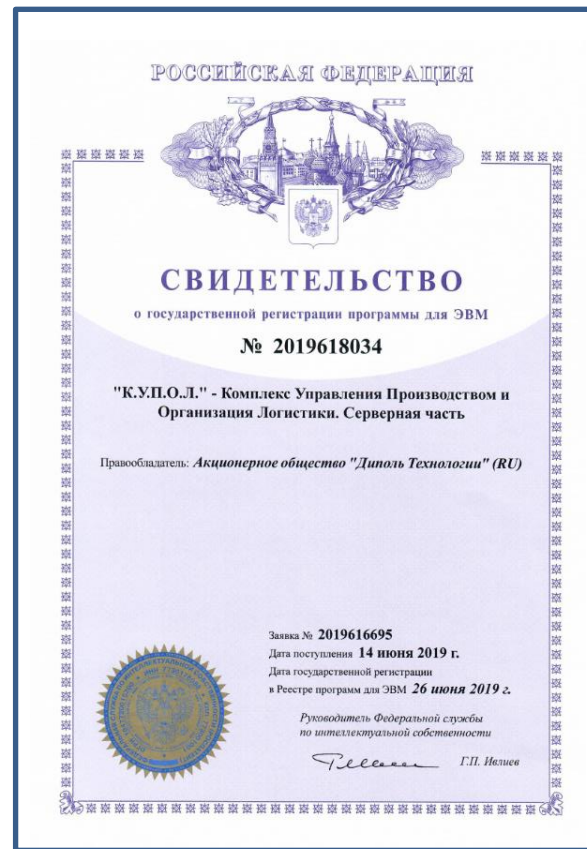 РОССИЙСКАЯ ФЕДЕРАЦИЯ
СВИДЕТЕЛЬСТВО
о государственной регистрации программы для ЭВМ
№ 2019618034
"К.У.П.О.Л." - Комплекс Управления Производством и
Организация Логистики. Серверная часть
Правообладатель: Акционерное общество "Диполь Технологии" (RU)
Заявка № 2019616695
Дата поступления 14 июня 2019 г.
Дата государственной регистрации
в Реестре программ для ЭВМ 26 июня 2019 г.
Руководитель Федеральной службы
по интеллектуальной собственности
Г.П. Ивлиев